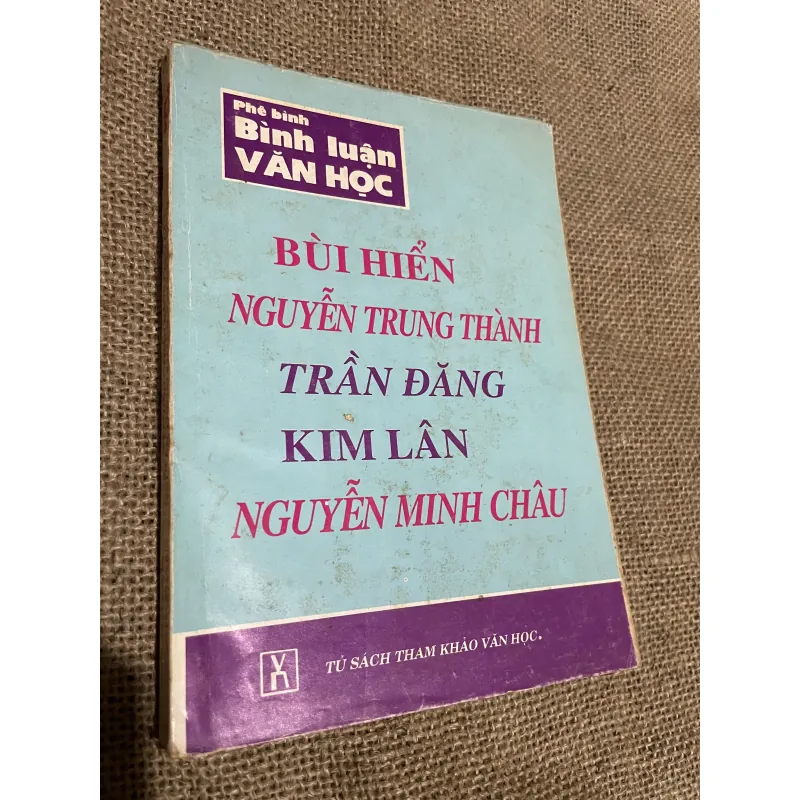 Phê bình
Bình luận
VĂN HỌC
BÙI HIỂN
NGUYỄN TRUNG THÀNH
TRẦN ĐĂNG
KIM LÂN
NGUYỄN MINH CHÂU
VN
TỦ SÁCH THAM KHẢO VĂN HỌC.